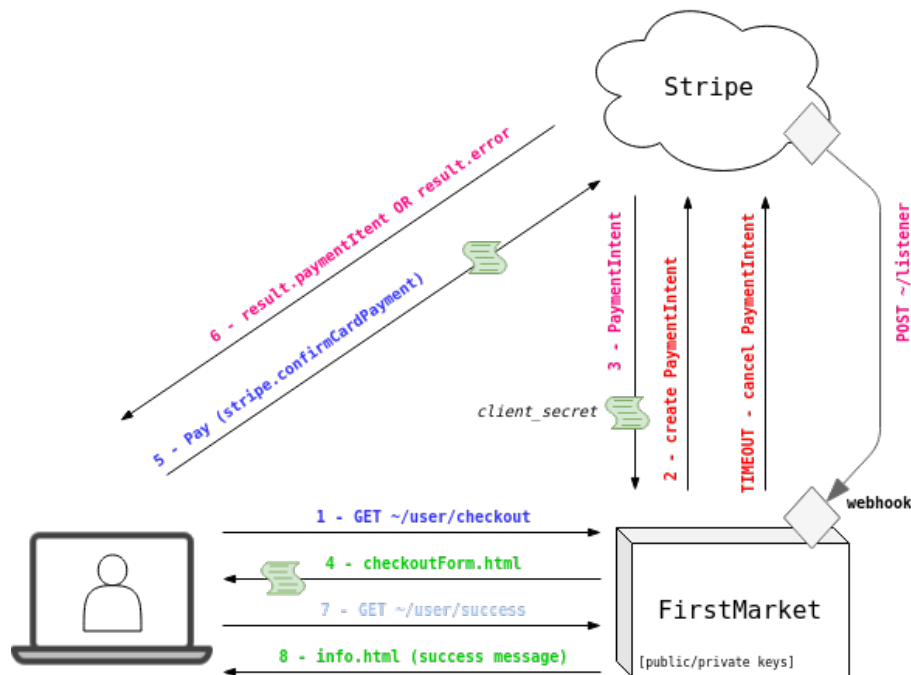 Stripe
6 - result.paymentItent OR result.error
5 - Pay (stripe.confirmCardPayment)
3 - PaymentIntent
2 - create PaymentIntent
TIMEOUT - cancel PaymentIntent
POST ~/listener
client_secret
webhook
1 - GET ~/user/checkout
4 - checkoutForm.html
7 - GET ~/user/success
8 - info.html (success message)
FirstMarket
[public/private keys]